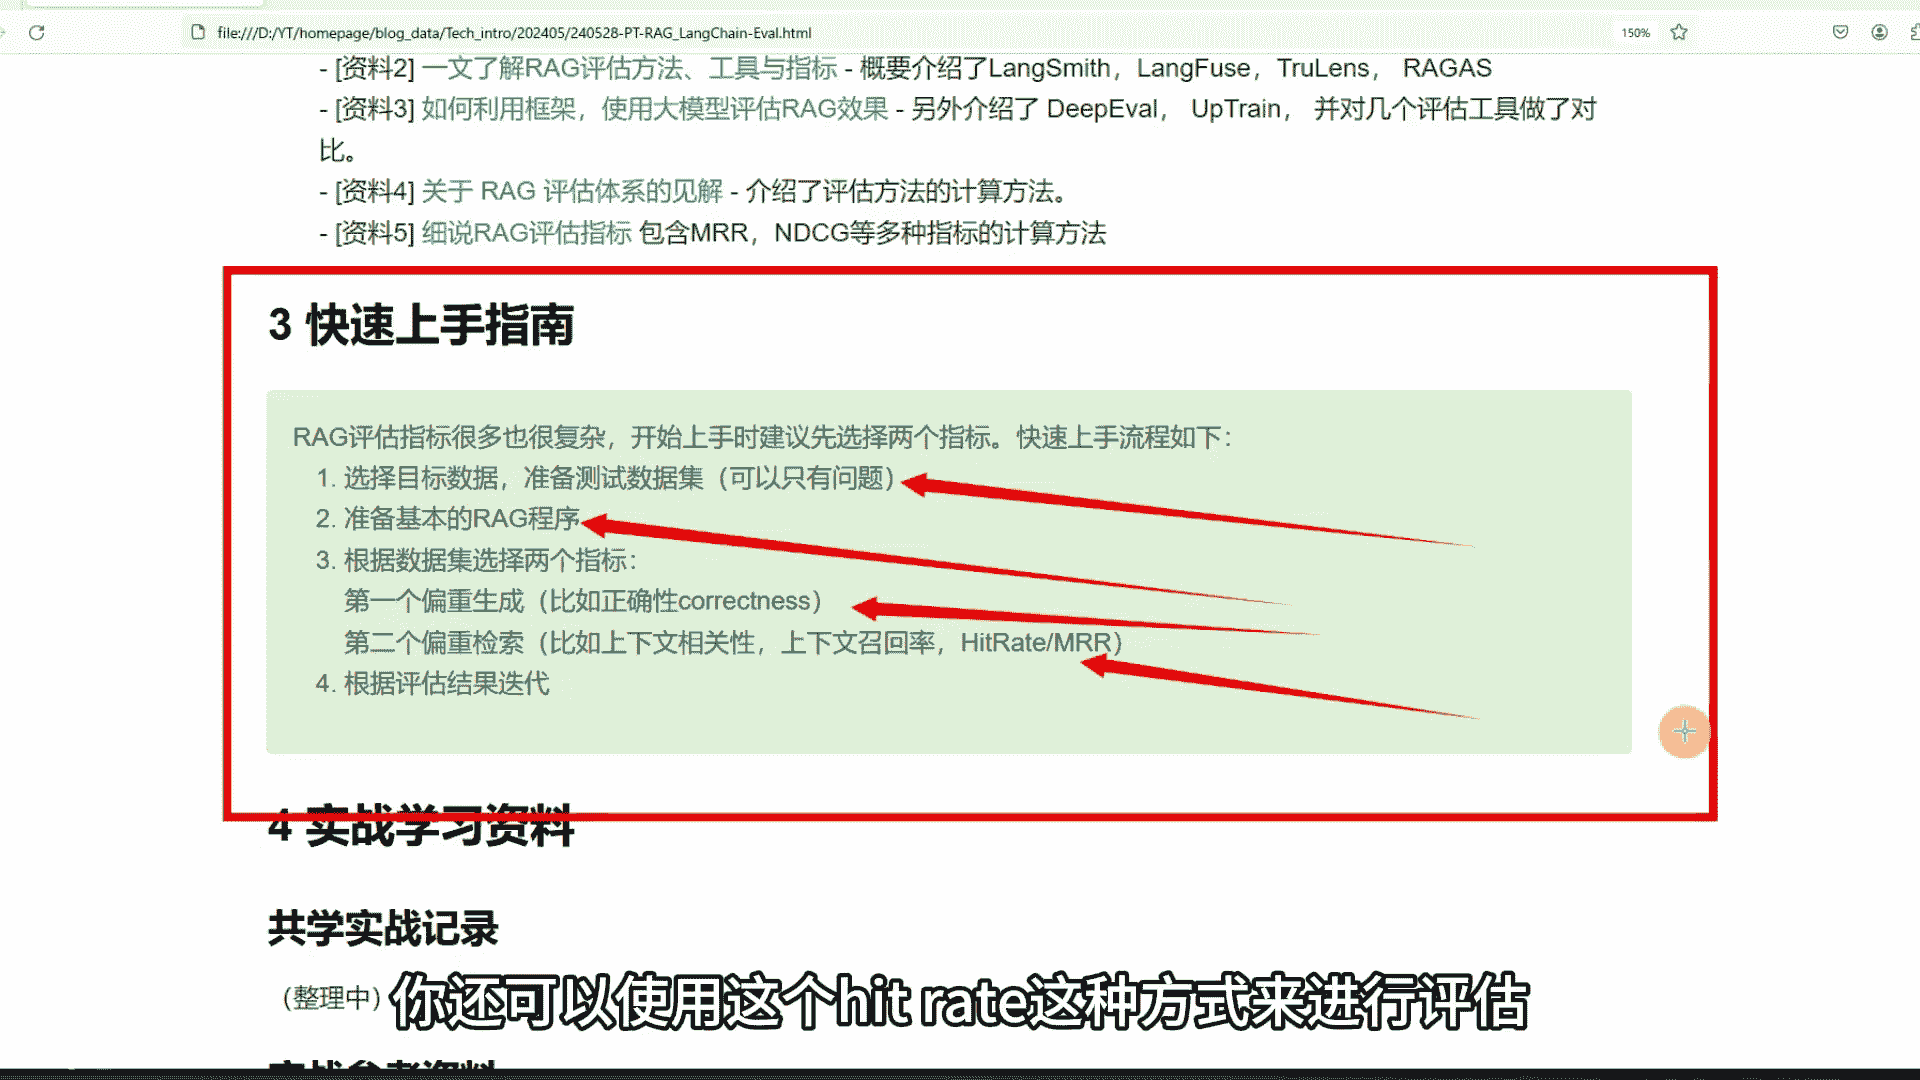 file:///D:/YT/homepage/blog_data/Tech_intro/202405/240528-PT-RAG_LangChain-Eval.html
150%
- [资料2] 一文了解RAG评估方法、工具与指标 - 概要介绍了LangSmith，LangFuse，TruLens， RAGAS
- [资料3] 如何利用框架，使用大模型评估RAG效果 - 另外介绍了 DeepEval， UpTrain， 并对几个评估工具做了对
比。
- [资料4] 关于 RAG 评估体系的见解 - 介绍了评估方法的计算方法。
- [资料5] 细说RAG评估指标 包含MRR，NDCG等多种指标的计算方法
3 快速上手指南
RAG评估指标很多也很复杂，开始上手时建议先选择两个指标。快速上手流程如下：
1. 选择目标数据，准备测试数据集（可以只有问题）
2. 准备基本的RAG程序
3. 根据数据集选择两个指标：
第一个偏重生成（比如正确性correctness）
第二个偏重检索（比如上下文相关性，上下文召回率，HitRate/MRR）
4. 根据评估结果迭代
4 实战学习资料
共学实战记录
（整理中）
你还可以使用这个hit rate这种方式来进行评估